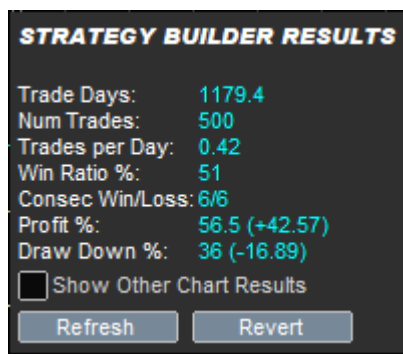 STRATEGY BUILDER RESULTS
Trade Days: 1179.4
Num Trades: 500
Trades per Day: 0.42
Win Ratio %: 51
Consec Win/Loss: 6/6
Profit %: 56.5 (+42.57)
Draw Down %: 36 (-16.89)
Show Other Chart Results
Refresh Revert